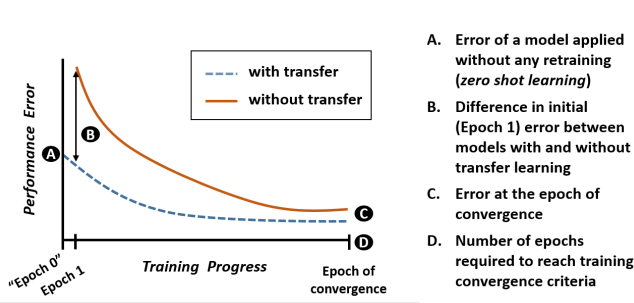 with transfer
without transfer
Performance Error
A
B
C
D
"Epoch 0"
Epoch 1
Training Progress
Epoch of
convergence
A. Error of a model applied
without any retraining
(zero shot learning)
B. Difference in initial
(Epoch 1) error between
models with and without
transfer learning
C. Error at the epoch of
convergence
D. Number of epochs
required to reach training
convergence criteria